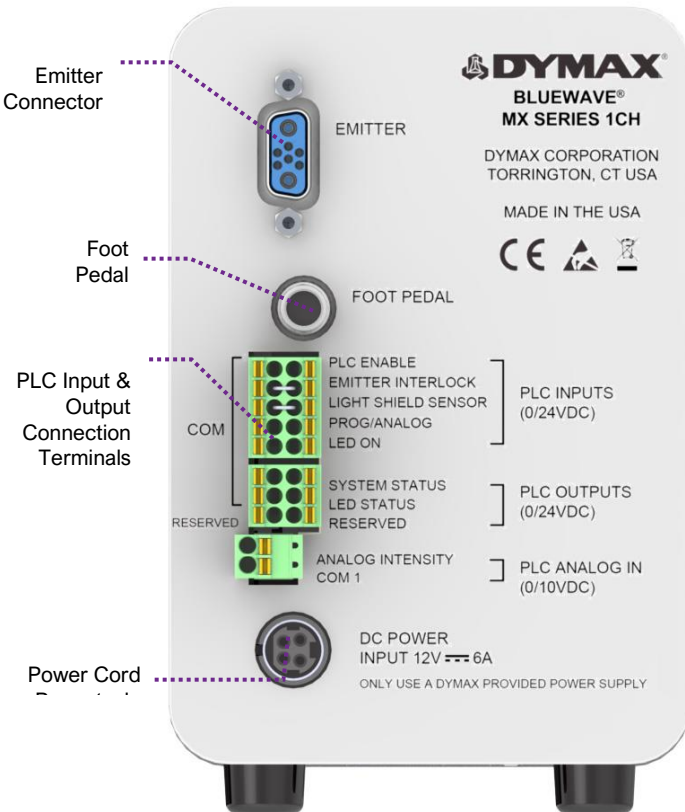 Emitter
Connector
Foot
Pedal
PLC Input &
Output
Connection
Terminals
Power Cord
DYMAX®
BLUEWAVE®
MX SERIES 1CH
DYMAX CORPORATION
TORRINGTON, CT USA
MADE IN THE USA
CE
EMITTER
FOOT PEDAL
COM
PLC ENABLE
EMITTER INTERLOCK
LIGHT SHIELD SENSOR
PROG/ANALOG
LED ON
PLC INPUTS
(0/24VDC)
SYSTEM STATUS
LED STATUS
RESERVED
RESERVED
PLC OUTPUTS
(0/24VDC)
ANALOG INTENSITY
COM 1
PLC ANALOG IN
(0/10VDC)
DC POWER
INPUT 12V 6A
ONLY USE A DYMAX PROVIDED POWER SUPPLY